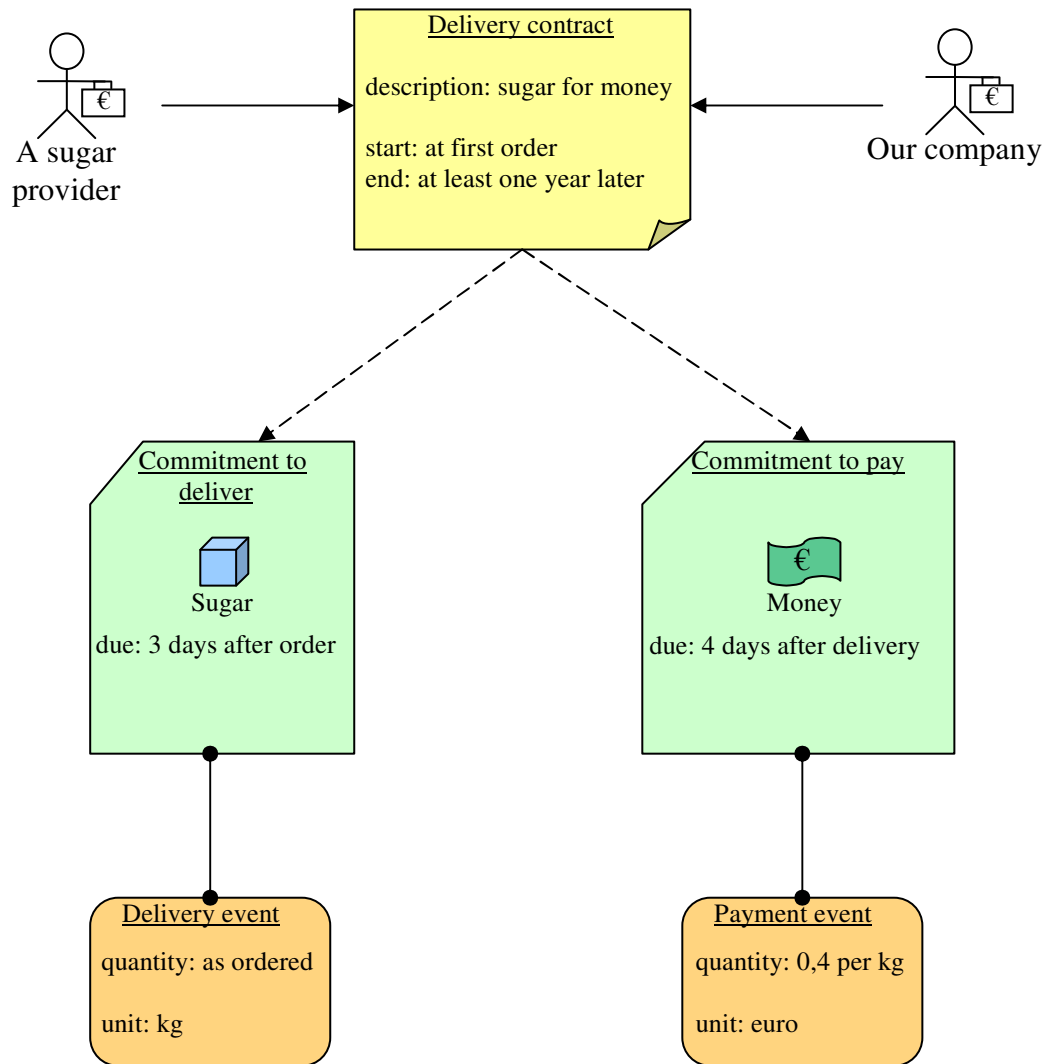 Delivery contract
description: sugar for money
€
€
start: at first order
A sugar
Our company
end: at least one year later
provider
Commitment to
deliver
Commitment to pay
€
Sugar
Money
due: 3 days after order
due: 4 days after delivery
Delivery event
Payment event
quantity: as ordered
quantity: 0,4 per kg
unit: kg
unit: euro